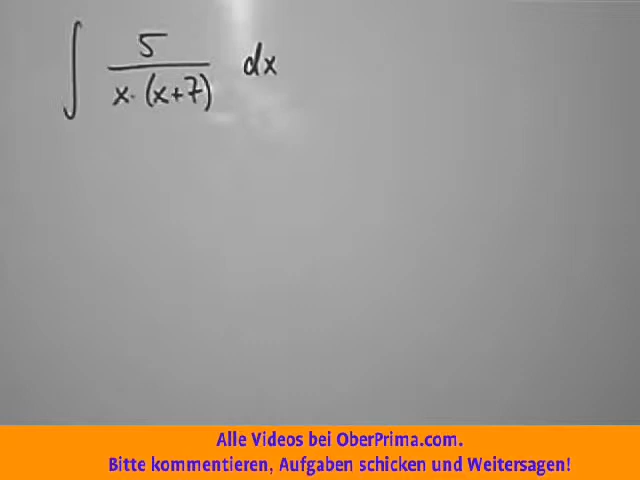 ∫ 5 / x · (x+7) dx
Alle Videos bei OberPrima.com.
Bitte kommentieren, Aufgaben schicken und Weitersagen!